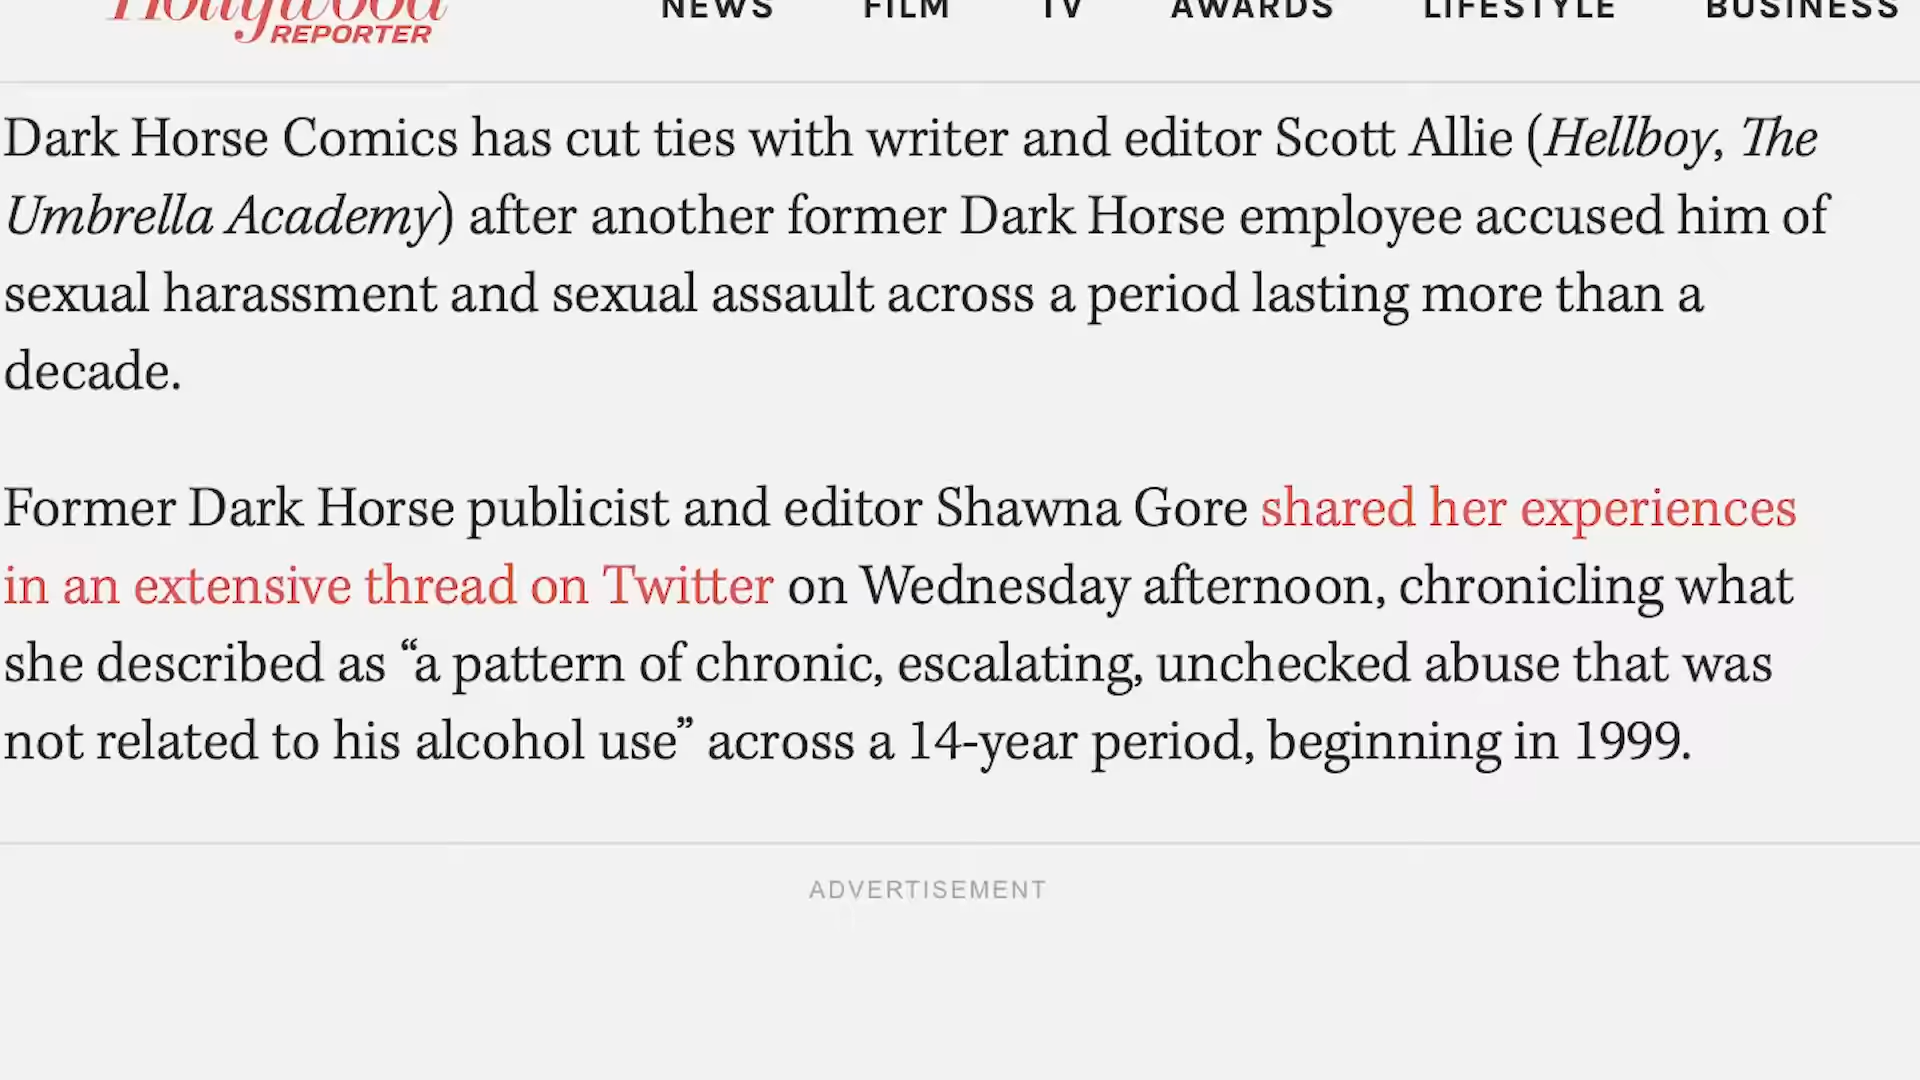 Hollywood
REPORTER
NEWS FILM TV AWARDS LIFESTYLE BUSINESS
Dark Horse Comics has cut ties with writer and editor Scott Allie (Hellboy, The
Umbrella Academy) after another former Dark Horse employee accused him of
sexual harassment and sexual assault across a period lasting more than a
decade.
Former Dark Horse publicist and editor Shawna Gore shared her experiences
in an extensive thread on Twitter on Wednesday afternoon, chronicling what
she described as “a pattern of chronic, escalating, unchecked abuse that was
not related to his alcohol use” across a 14-year period, beginning in 1999.
ADVERTISEMENT